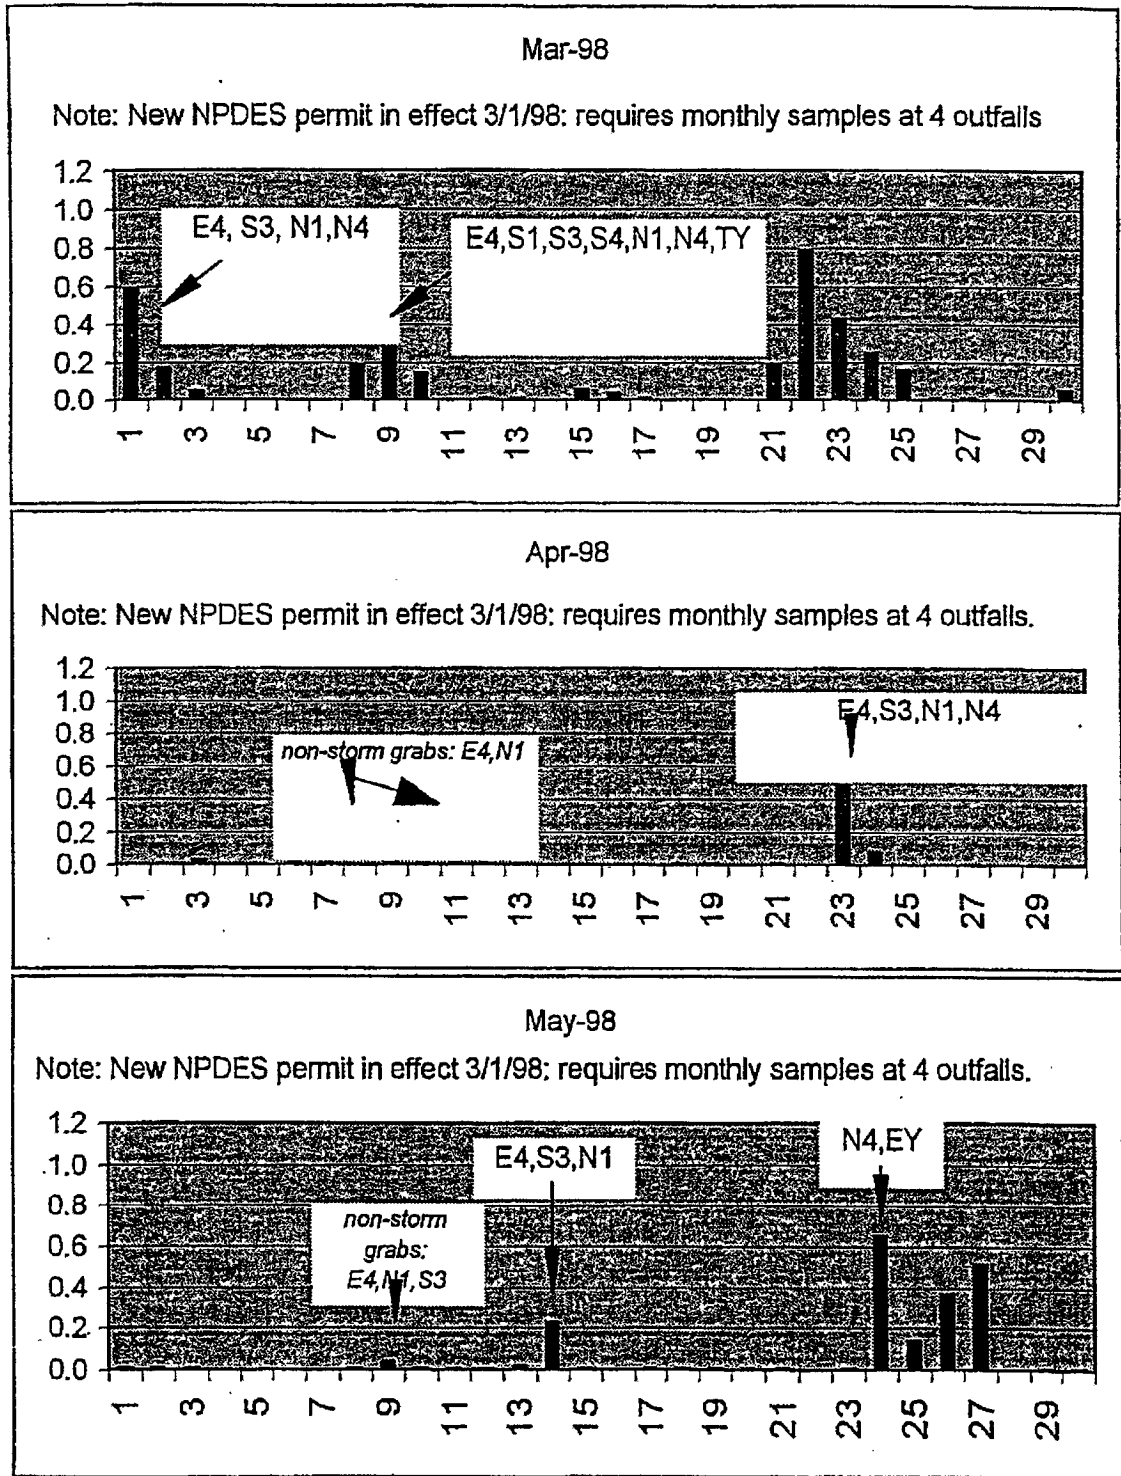 Mar-98
Note: New NPDES permit in effect 3/1/98: requires monthly samples at 4 outfalls
1.2
1.0
0.8
0.6
0.4
0.2
0.0
E4, S3, N1,N4
E4,S1,S3,S4,N1,N4,TY
1 3 5 7 9 11 13 15 17 19 21 23 25 27 29
Apr-98
Note: New NPDES permit in effect 3/1/98: requires monthly samples at 4 outfalls.
1.2
1.0
0.8
0.6
0.4
0.2
0.0
non-storm grabs: E4,N1
E4,S3,N1,N4
1 3 5 7 9 11 13 15 17 19 21 23 25 27 29
May-98
Note: New NPDES permit in effect 3/1/98: requires monthly samples at 4 outfalls.
1.2
1.0
0.8
0.6
0.4
0.2
0.0
non-storm
grabs:
E4,N1,S3
E4,S3,N1
N4,EY
1 3 5 7 9 11 13 15 17 19 21 23 25 27 29